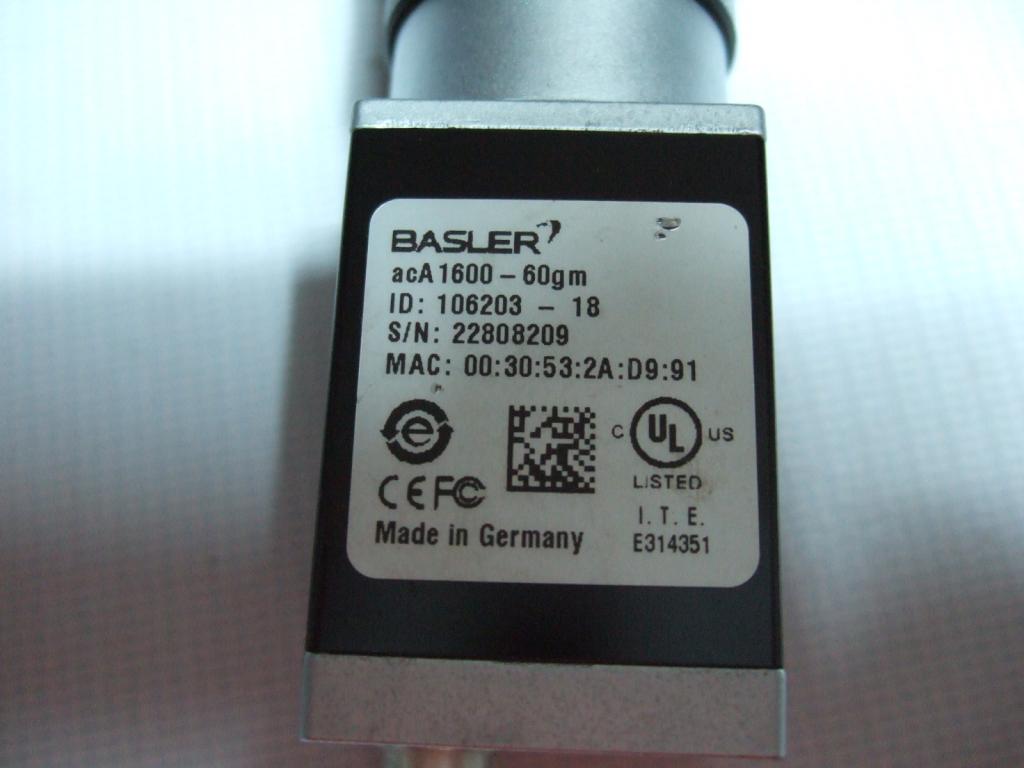 BASLER
acA1600 – 60gm
ID: 106203 – 18
S/N: 22808209
MAC: 00:30:53:2A:D9:91
e
C UL US
LISTED
CE FC
I. T. E.
Made in Germany
E314351